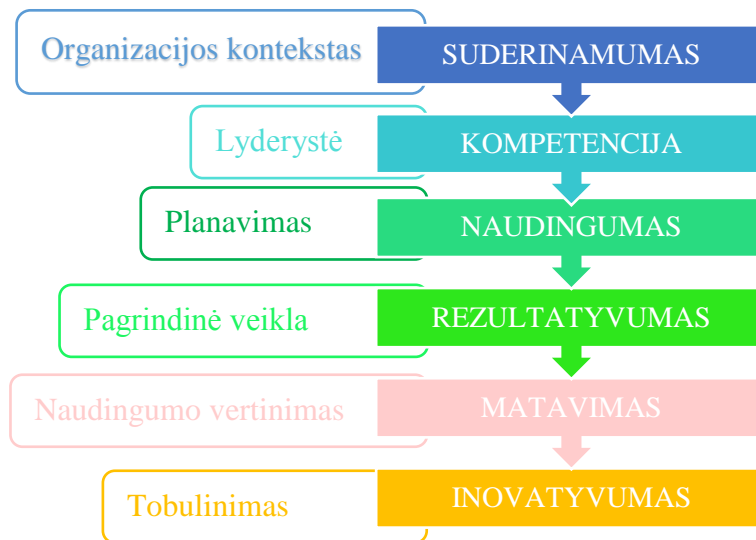 Organizacijos kontekstas
SUDERINAMUMAS
Lyderystė
KOMPETENCIJA
Planavimas
NAUDINGUMAS
Pagrindinė veikla
REZULTATYVUMAS
Naudingumo vertinimas
MATAVIMAS
Tobulinimas
INOVATYVUMAS